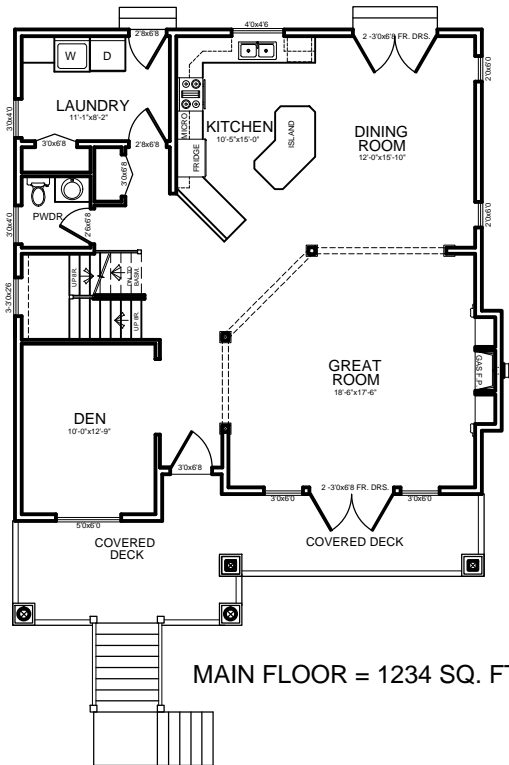 2'8x6'8
4'0x4'6
2 -3'0x6'8 FR. DRS.
W
D
2'0x6'0
LAUNDRY
11'-1"x8'-2"
3'0x4'0
MICRO
KITCHEN
10'-5"x15'-0"
ISLAND
DINING
ROOM
12'-0"x15'-10"
3'0x6'8
2'8x6'8
FRIDGE
3'0x6'8
PWDR.
3'0x4'0
2'6x6'8
2'0x6'0
3-3'0x2'6
UP 8R.
DN. TO
BASM.
UP 8R.
GREAT
ROOM
18'-6"x17'-6"
GAS F.P.
DEN
10'-0"x12'-9"
3'0x6'8
2 -3'0x6'8 FR. DRS.
3'0x6'0
3'0x6'0
5'0x6'0
COVERED
DECK
COVERED DECK
MAIN FLOOR = 1234 SQ. FT